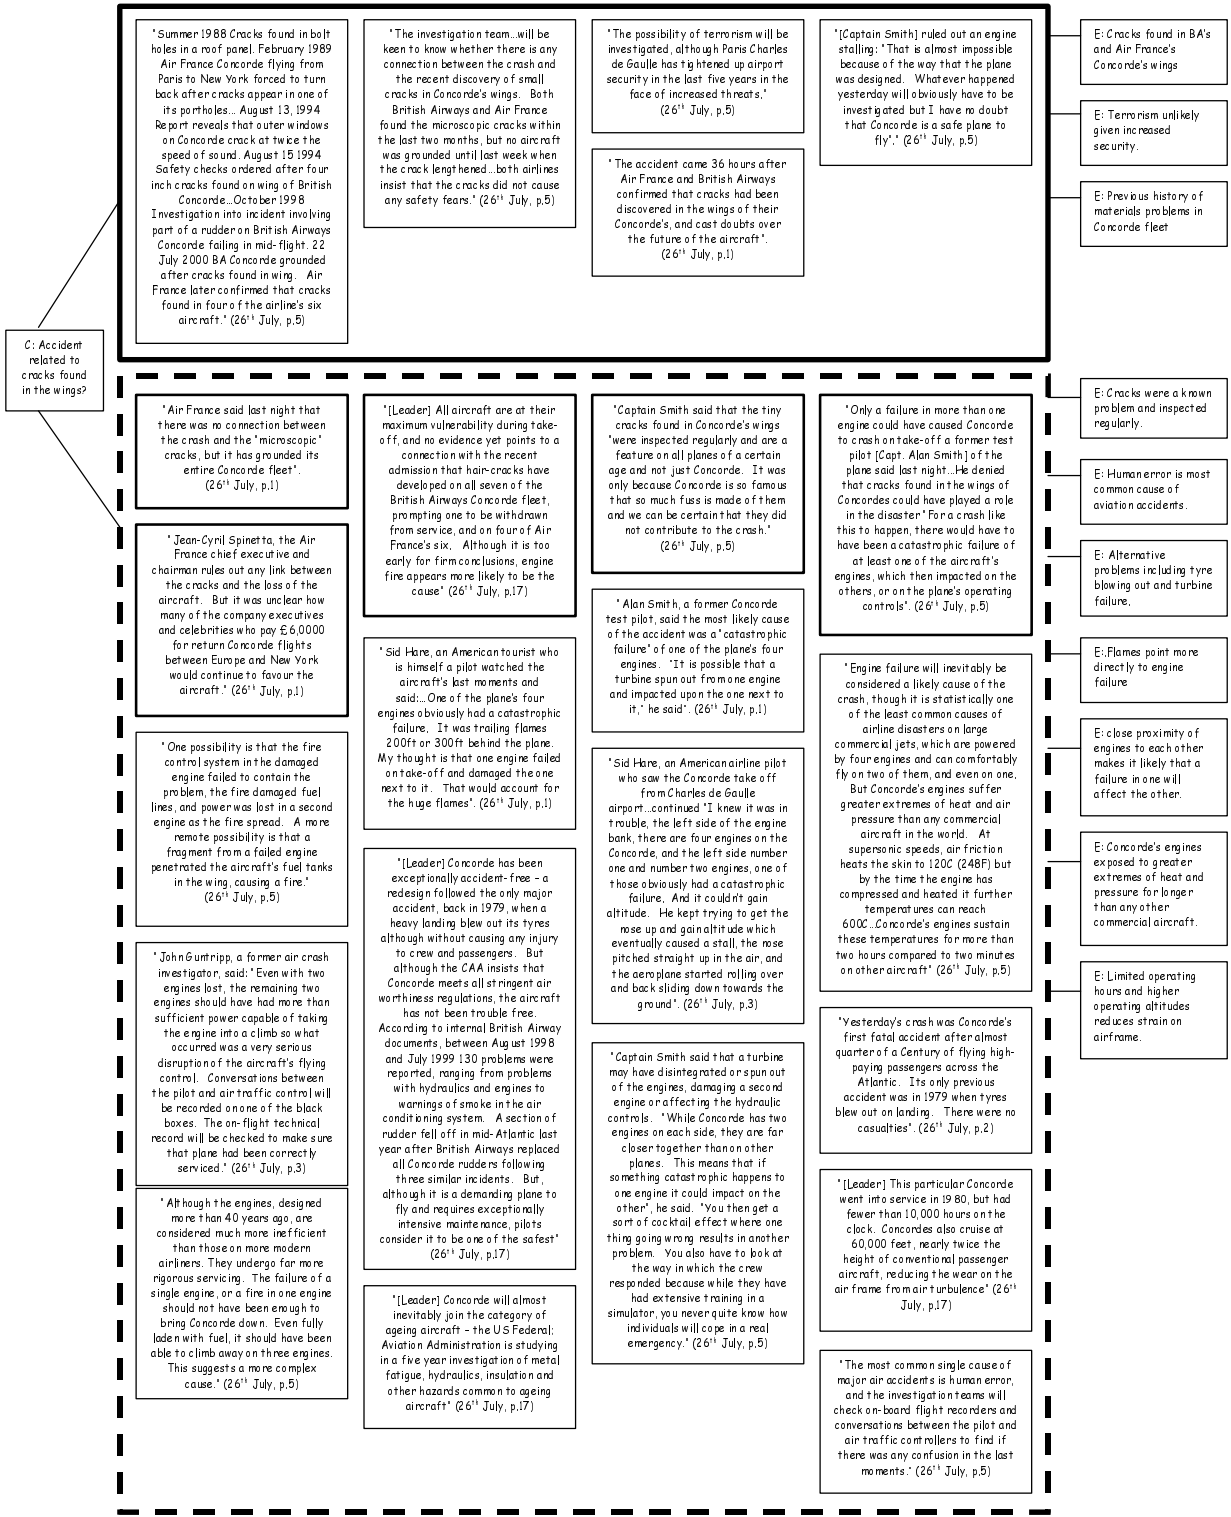 C: Accident
related to
cracks found
in the wings?
"Summer 1988 Cracks found in bolt
holes in a roof panel. February 1989
Air France Concorde flying from
Paris to New York forced to turn
back after cracks appear in one of
its portholes... August 13, 1994
Report reveals that outer windows
on Concorde crack at twice the
speed of sound. August 15 1994
Safety checks ordered after four
inch cracks found on wing of British
Concorde...October 1998
Investigation into incident involving
part of a rudder on British Airways
Concorde failing in mid-flight. 22
July 2000 BA Concorde grounded
after cracks found in wing. Air
France later confirmed that cracks
found in four of the airline's six
aircraft." (26th July, p.5)
"The investigation team...will be
keen to know whether there is any
connection between the crash and
the recent discovery of small
cracks in Concorde's wings. Both
British Airways and Air France
found the microscopic cracks within
the last two months, but no aircraft
was grounded until last week when
the crack lengthened...both airlines
insist that the cracks did not cause
any safety fears." (26th July, p.5)
"The possibility of terrorism will be
investigated, although Paris Charles
de Gaulle has tightened up airport
security in the last five years in the
face of increased threats."
(26th July, p.5)
"The accident came 36 hours after
Air France and British Airways
confirmed that cracks had been
discovered in the wings of their
Concorde's, and cast doubts over
the future of the aircraft".
(26th July, p.1)
"[Captain Smith] ruled out an engine
stalling: "That is almost impossible
because of the way that the plane
was designed. Whatever happened
yesterday will obviously have to be
investigated but I have no doubt
that Concorde is a safe plane to
fly"." (26th July, p.5)
E: Cracks found in BA's
and Air France's
Concorde's wings
E: Terrorism unlikely
given increased
security.
E: Previous history of
materials problems in
Concorde fleet
"Air France said last night that
there was no connection between
the crash and the "microscopic"
cracks, but it has grounded its
entire Concorde fleet".
(26th July, p.1)
"Jean-Cyril Spinetta, the Air
France chief executive and
chairman rules out any link between
the cracks and the loss of the
aircraft. But it was unclear how
many of the company executives
and celebrities who pay £6,0000
for return Concorde flights
between Europe and New York
would continue to favour the
aircraft." (26th July, p.1)
"One possibility is that the fire
control system in the damaged
engine failed to contain the
problem, the fire damaged fuel
lines, and power was lost in a second
engine as the fire spread. A more
remote possibility is that a
fragment from a failed engine
penetrated the aircraft's fuel tanks
in the wing, causing a fire."
(26th July, p.5)
"John Guntripp, a former air crash
investigator, said: "Even with two
engines lost, the remaining two
engines should have had more than
sufficient power capable of taking
the engine into a climb so what
occurred was a very serious
disruption of the aircraft's flying
control. Conversations between
the pilot and air traffic control will
be recorded on one of the black
boxes. The on-flight technical
record will be checked to make sure
that plane had been correctly
serviced." (26th July, p.3)
"Although the engines, designed
more than 40 years ago, are
considered much more inefficient
than those on more modern
airliners. They undergo far more
rigorous servicing. The failure of a
single engine, or a fire in one engine
should not have been enough to
bring Concorde down. Even fully
laden with fuel, it should have been
able to climb away on three engines.
This suggests a more complex
cause." (26th July, p.5)
"[Leader] All aircraft are at their
maximum vulnerability during take-
off, and no evidence yet points to a
connection with the recent
admission that hair-cracks have
developed on all seven of the
British Airways Concorde fleet,
prompting one to be withdrawn
from service, and on four of Air
France's six. Although it is too
early for firm conclusions, engine
fire appears more likely to be the
cause" (26th July, p.17)
"Sid Hare, an American tourist who
is himself a pilot watched the
aircraft's last moments and
said:...One of the plane's four
engines obviously had a catastrophic
failure. It was trailing flames
200ft or 300ft behind the plane.
My thought is that one engine failed
on take-off and damaged the one
next to it. That would account for
the huge flames". (26th July, p.1)
"[Leader] Concorde has been
exceptionally accident-free – a
redesign followed the only major
accident, back in 1979, when a
heavy landing blew out its tyres
although without causing any injury
to crew and passengers. But
although the CAA insists that
Concorde meets all stringent air
worthiness regulations, the aircraft
has not been trouble free.
According to internal British Airway
documents, between August 1998
and July 1999 130 problems were
reported, ranging from problems
with hydraulics and engines to
warnings of smoke in the air
conditioning system. A section of
rudder fell off in mid-Atlantic last
year after British Airways replaced
all Concorde rudders following
three similar incidents. But,
although it is a demanding plane to
fly and requires exceptionally
intensive maintenance, pilots
consider it to be one of the safest"
(26th July, p.17)
"[Leader] Concorde will almost
inevitably join the category of
ageing aircraft – the US Federal;
Aviation Administration is studying
in a five year investigation of metal
fatigue, hydraulics, insulation and
other hazards common to ageing
aircraft" (26th July, p.17)
"Captain Smith said that the tiny
cracks found in Concorde's wings
"were inspected regularly and are a
feature on all planes of a certain
age and not just Concorde. It was
only because Concorde is so famous
that so much fuss is made of them
and we can be certain that they did
not contribute to the crash."
(26th July, p.5)
"Alan Smith, a former Concorde
test pilot, said the most likely cause
of the accident was a "catastrophic
failure" of one of the plane's four
engines. "It is possible that a
turbine spun out from one engine
and impacted upon the one next to
it," he said". (26th July, p.1)
"Sid Hare, an American airline pilot
who saw the Concorde take off
from Charles de Gaulle
airport...continued "I knew it was in
trouble, the left side of the engine
bank, there are four engines on the
Concorde, and the left side number
one and number two engines, one of
those obviously had a catastrophic
failure. And it couldn't gain
altitude. He kept trying to get the
nose up and gain altitude which
eventually caused a stall, the nose
pitched straight up in the air, and
the aeroplane started rolling over
and back sliding down towards the
ground". (26th July, p.3)
"Captain Smith said that a turbine
may have disintegrated or spun out
of the engines, damaging a second
engine or affecting the hydraulic
controls. "While Concorde has two
engines on each side, they are far
closer together than on other
planes. This means that if
something catastrophic happens to
one engine it could impact on the
other", he said. "You then get a
sort of cocktail effect where one
thing going wrong results in another
problem. You also have to look at
the way in which the crew
responded because while they have
had extensive training in a
simulator, you never quite know how
individuals will cope in a real
emergency." (26th July, p.5)
"Only a failure in more than one
engine could have caused Concorde
to crash on take-off a former test
pilot [Capt. Alan Smith] of the
plane said last night...He denied
that cracks found in the wings of
Concordes could have played a role
in the disaster" For a crash like
this to happen, there would have to
have been a catastrophic failure of
at least one of the aircraft's
engines, which then impacted on the
others, or on the plane's operating
controls". (26th July, p.5)
"Engine failure will inevitably be
considered a likely cause of the
crash, though it is statistically one
of the least common causes of
airline disasters on large
commercial jets, which are powered
by four engines and can comfortably
fly on two of them, and even on one.
But Concorde's engines suffer
greater extremes of heat and air
pressure than any commercial
aircraft in the world. At
supersonic speeds, air friction
heats the skin to 120C (248F) but
by the time the engine has
compressed and heated it further
temperatures can reach
600C...Concorde's engines sustain
these temperatures for more than
two hours compared to two minutes
on other aircraft" (26th July, p.5)
"Yesterday's crash was Concorde's
first fatal accident after almost
quarter of a Century of flying high-
paying passengers across the
Atlantic. Its only previous
accident was in 1979 when tyres
blew out on landing. There were no
casualties". (26th July, p.2)
"[Leader] This particular Concorde
went into service in 1980, but had
fewer than 10,000 hours on the
clock. Concordes also cruise at
60,000 feet, nearly twice the
height of conventional passenger
aircraft, reducing the wear on the
air frame from air turbulence" (26th
July, p.17)
"The most common single cause of
major air accidents is human error,
and the investigation teams will
check on-board flight recorders and
conversations between the pilot and
air traffic controllers to find if
there was any confusion in the last
moments." (26th July, p.5)
E: Cracks were a known
problem and inspected
regularly.
E: Human error is most
common cause of
aviation accidents.
E: Alternative
problems including tyre
blowing out and turbine
failure.
E:.Flames point more
directly to engine
failure
E: close proximity of
engines to each other
makes it likely that a
failure in one will
affect the other.
E: Concorde's engines
exposed to greater
extremes of heat and
pressure for longer
than any other
commercial aircraft.
E: Limited operating
hours and higher
operating altitudes
reduces strain on
airframe.